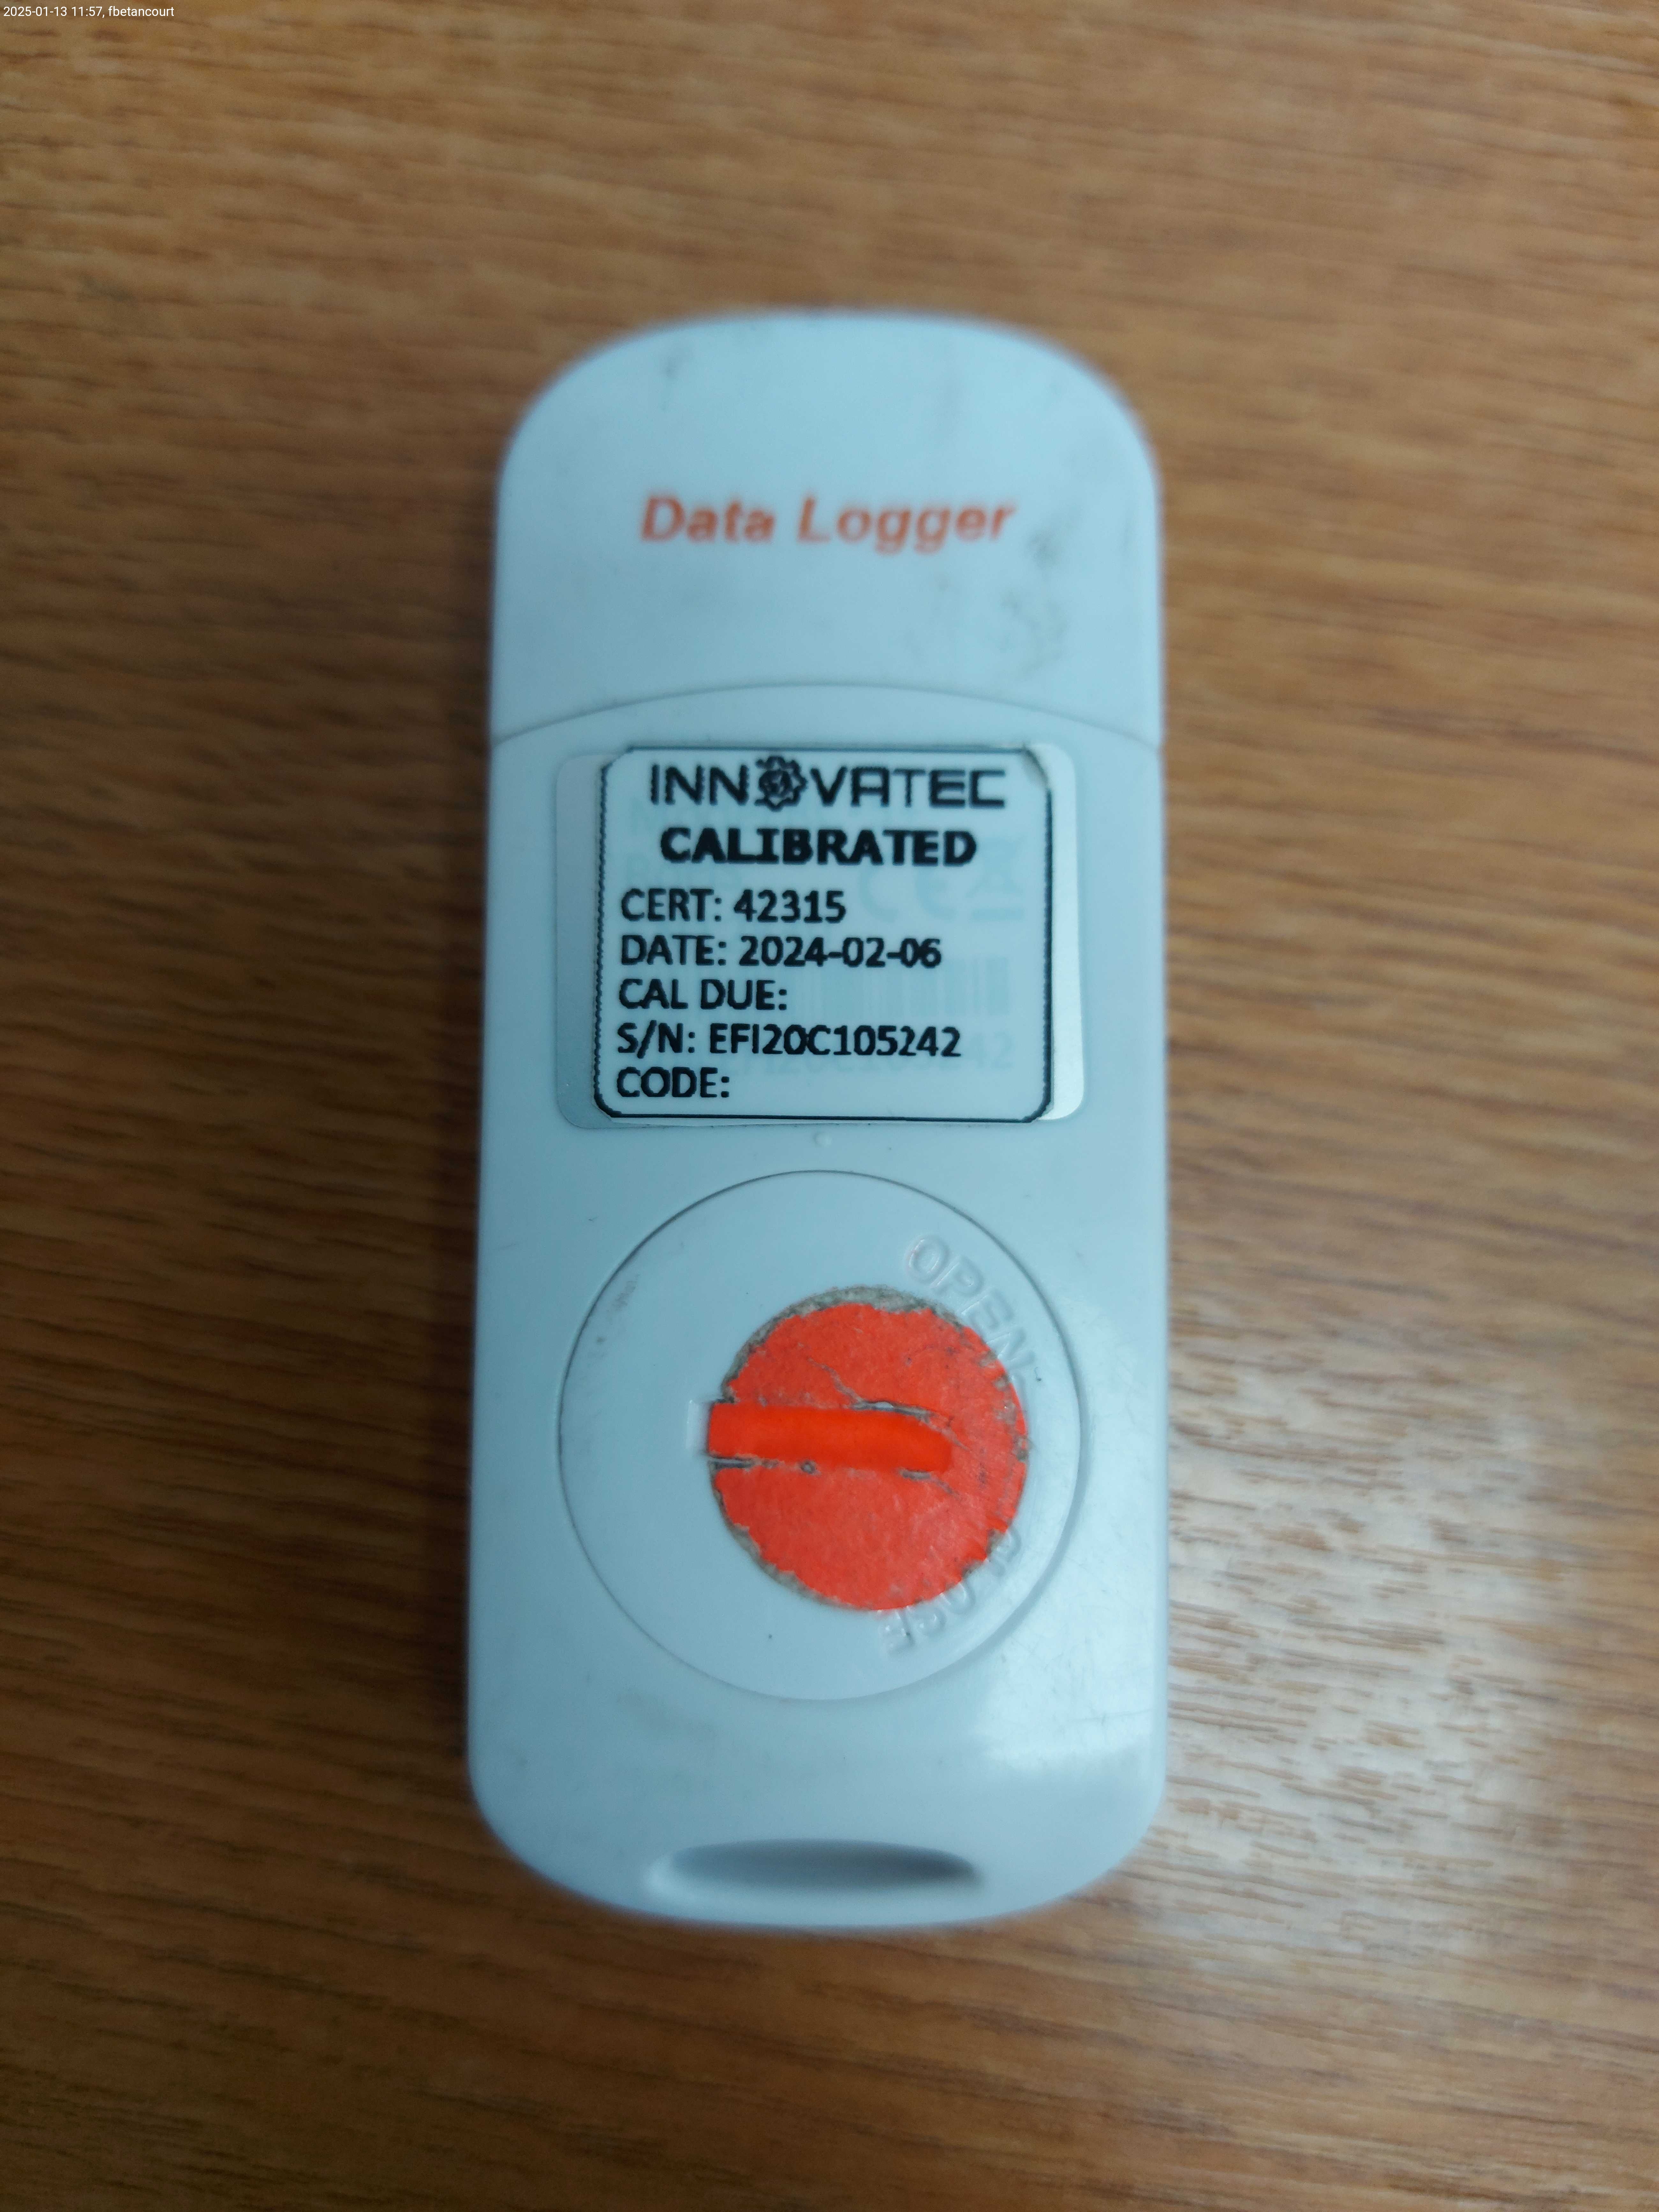 2025-01-13 11:57, fbetancourt
Data Logger
INNOVATEC
CALIBRATED
CERT: 42315
DATE: 2024-02-06
CAL DUE:
S/N: EFI20C105242
CODE:
OPEN
CLOSE